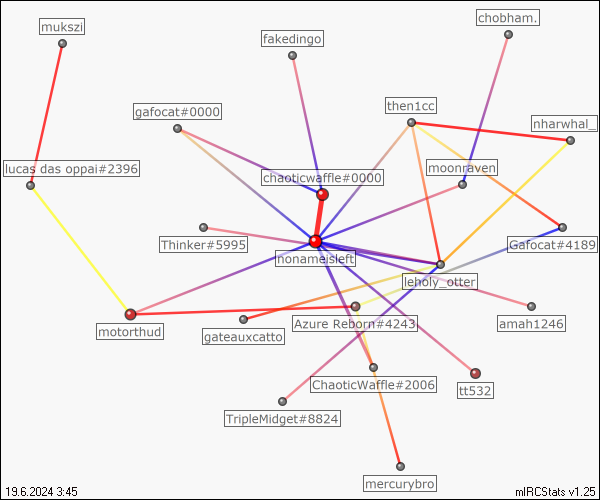 chobham.
mukszi
fakedingo
then1cc
gafocat#0000
nharwhal_
lucas das oppai#2396
moonraven
chaoticwaffle#0000
Thinker#5995
Gafocat#4189
nonameisleft
leholy_otter
motorthud
gateauxcatto
Azure Reborn#4243
amah1246
ChaoticWaffle#2006
tt532
TripleMidget#8824
mercurybro
19.6.2024 3:45
mIRCStats v1.25